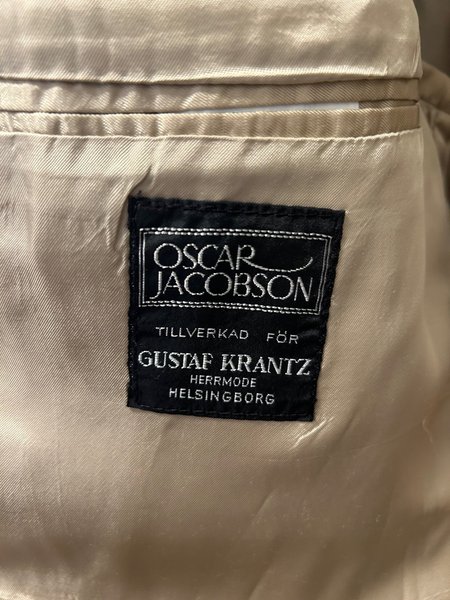 OSCAR
JACOBSON
TILLVERKAD FÖR
GUSTAF KRANTZ
HERRMODE
HELSINGBORG